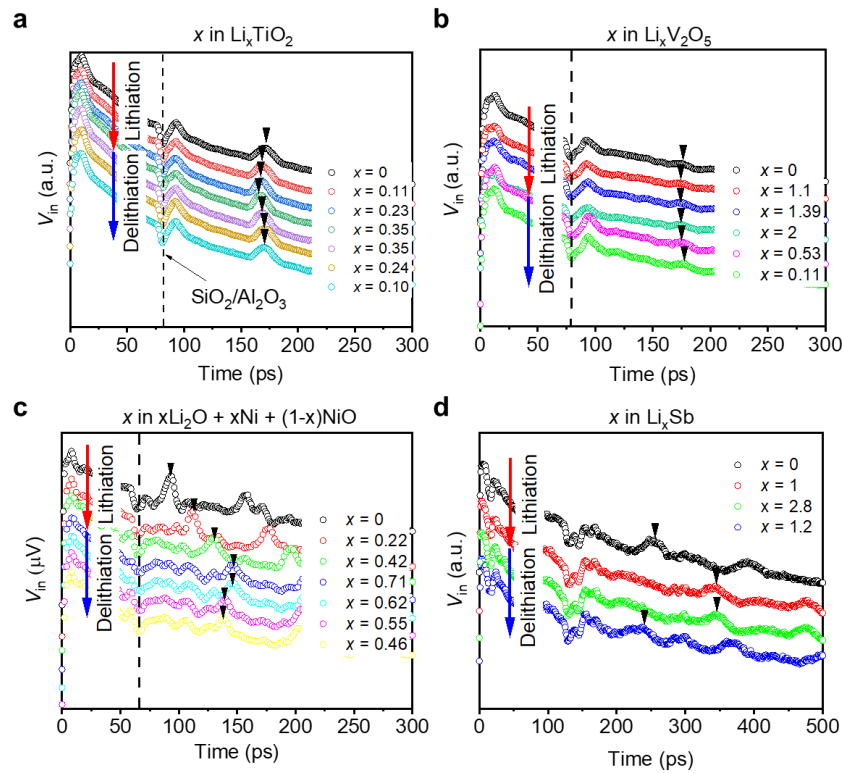 a
x in LiₓTiO₂
Vᵢₙ (a.u.)
Lithiation
Delithiation
SiO₂/Al₂O₃
x = 0
x = 0.11
x = 0.23
x = 0.35
x = 0.35
x = 0.24
x = 0.10
0 50 100 150 200 250 300
Time (ps)
b
x in LiₓV₂O₅
Vᵢₙ (a.u.)
Lithiation
Delithiation
x = 0
x = 1.1
x = 1.39
x = 2
x = 0.53
x = 0.11
0 50 100 150 200 250 300
Time (ps)
c
x in xLi₂O + xNi + (1-x)NiO
Vᵢₙ (μV)
Lithiation
Delithiation
x = 0
x = 0.22
x = 0.42
x = 0.71
x = 0.62
x = 0.55
x = 0.46
0 50 100 150 200 250 300
Time (ps)
d
x in LiₓSb
Vᵢₙ (a.u.)
Lithiation
Delithiation
x = 0
x = 1
x = 2.8
x = 1.2
0 100 200 300 400 500
Time (ps)